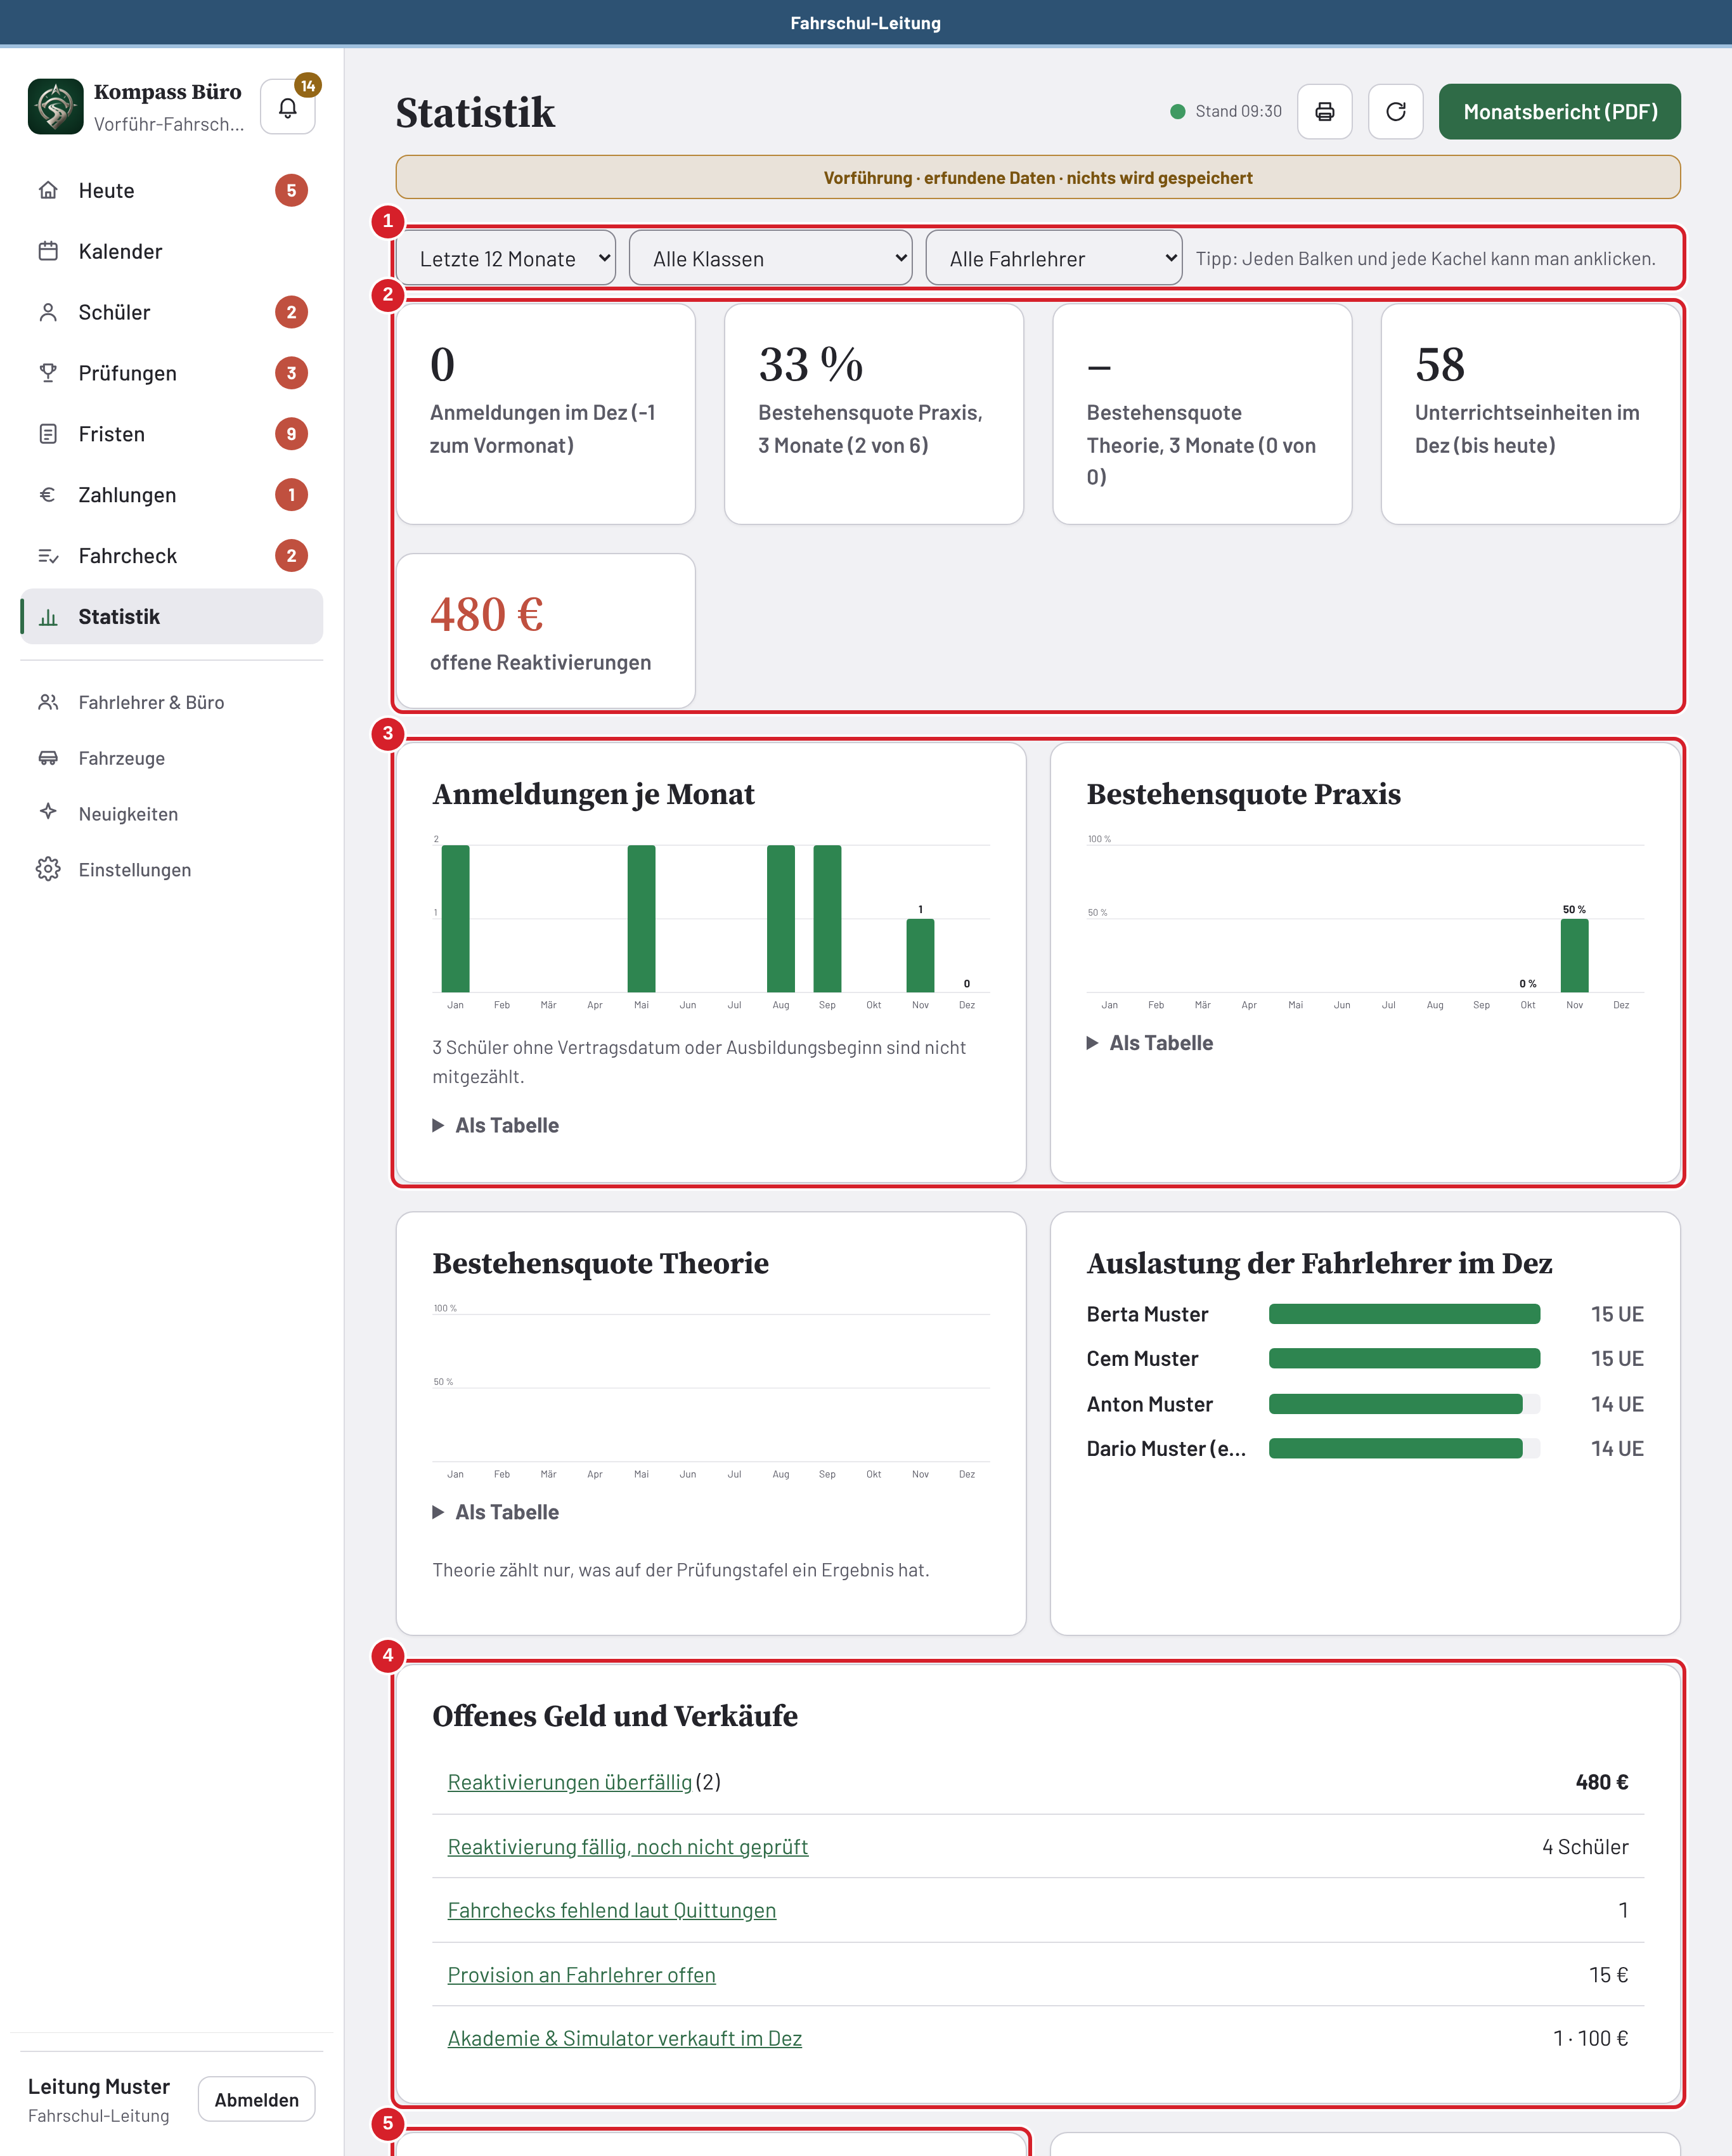 Fahrschul-Leitung
Kompass Büro
Vorführ-Fahrsch...
14
Heute 5
Kalender
Schüler 2
Prüfungen 3
Fristen 9
Zahlungen 1
Fahrcheck 2
Statistik
Fahrlehrer & Büro
Fahrzeuge
Neuigkeiten
Einstellungen
Leitung Muster
Fahrschul-Leitung
Abmelden
Statistik
Stand 09:30
Monatsbericht (PDF)
Vorführung · erfundene Daten · nichts wird gespeichert
1
Letzte 12 Monate
Alle Klassen
Alle Fahrlehrer
Tipp: Jeden Balken und jede Kachel kann man anklicken.
2
0
Anmeldungen im Dez (-1
zum Vormonat)
33 %
Bestehensquote Praxis,
3 Monate (2 von 6)
–
Bestehensquote
Theorie, 3 Monate (0 von
0)
58
Unterrichtseinheiten im
Dez (bis heute)
480 €
offene Reaktivierungen
3
Anmeldungen je Monat
2
1
1
0
Jan Feb Mär Apr Mai Jun Jul Aug Sep Okt Nov Dez
3 Schüler ohne Vertragsdatum oder Ausbildungsbeginn sind nicht
mitgezählt.
Als Tabelle
Bestehensquote Praxis
100 %
50 %
50 %
0 %
Jan Feb Mär Apr Mai Jun Jul Aug Sep Okt Nov Dez
Als Tabelle
Bestehensquote Theorie
100 %
50 %
Jan Feb Mär Apr Mai Jun Jul Aug Sep Okt Nov Dez
Als Tabelle
Theorie zählt nur, was auf der Prüfungstafel ein Ergebnis hat.
Auslastung der Fahrlehrer im Dez
Berta Muster 15 UE
Cem Muster 15 UE
Anton Muster 14 UE
Dario Muster (e... 14 UE
4
Offenes Geld und Verkäufe
Reaktivierungen überfällig (2) 480 €
Reaktivierung fällig, noch nicht geprüft 4 Schüler
Fahrchecks fehlend laut Quittungen 1
Provision an Fahrlehrer offen 15 €
Akademie & Simulator verkauft im Dez 1 · 100 €
5